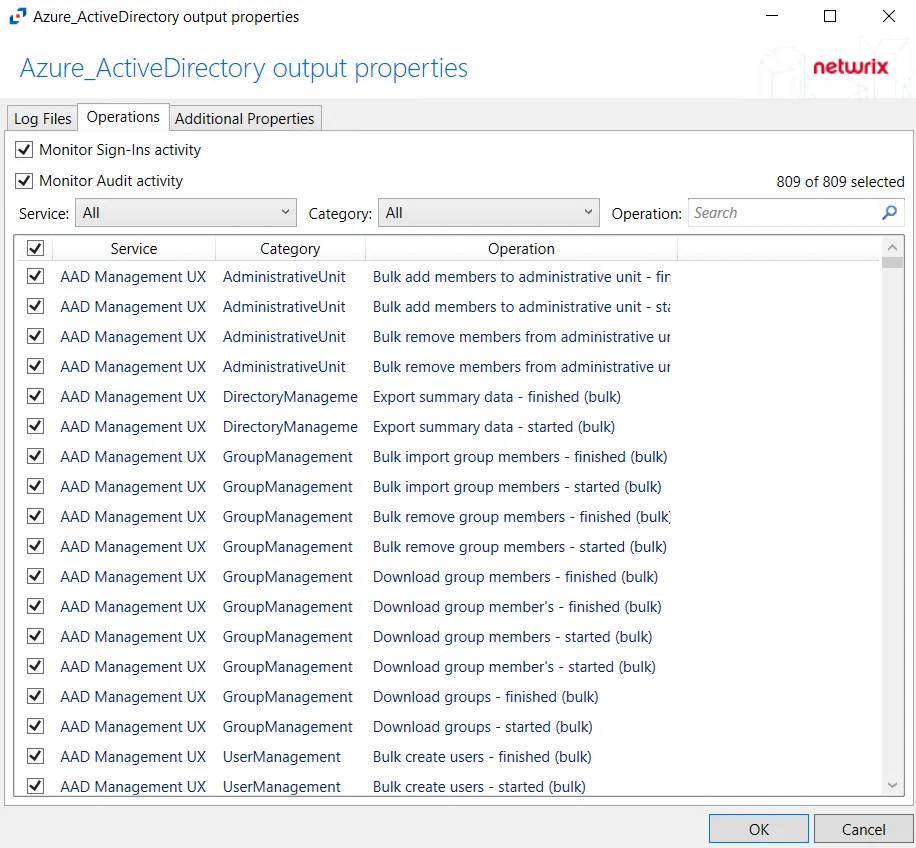 Azure_ActiveDirectory output properties
Azure_ActiveDirectory output properties
netwrix
Log Files Operations Additional Properties
Monitor Sign-Ins activity
Monitor Audit activity
809 of 809 selected
Service: All Category: All Operation: Search
Service Category Operation
AAD Management UX AdministrativeUnit Bulk add members to administrative unit - fin
AAD Management UX AdministrativeUnit Bulk add members to administrative unit - sta
AAD Management UX AdministrativeUnit Bulk remove members from administrative un
AAD Management UX AdministrativeUnit Bulk remove members from administrative un
AAD Management UX DirectoryManageme Export summary data - finished (bulk)
AAD Management UX DirectoryManageme Export summary data - started (bulk)
AAD Management UX GroupManagement Bulk import group members - finished (bulk)
AAD Management UX GroupManagement Bulk import group members - started (bulk)
AAD Management UX GroupManagement Bulk remove group members - finished (bulk)
AAD Management UX GroupManagement Bulk remove group members - started (bulk)
AAD Management UX GroupManagement Download group members - finished (bulk)
AAD Management UX GroupManagement Download group member's - finished (bulk)
AAD Management UX GroupManagement Download group members - started (bulk)
AAD Management UX GroupManagement Download group member's - started (bulk)
AAD Management UX GroupManagement Download groups - finished (bulk)
AAD Management UX GroupManagement Download groups - started (bulk)
AAD Management UX UserManagement Bulk create users - finished (bulk)
AAD Management UX UserManagement Bulk create users - started (bulk)
OK Cancel